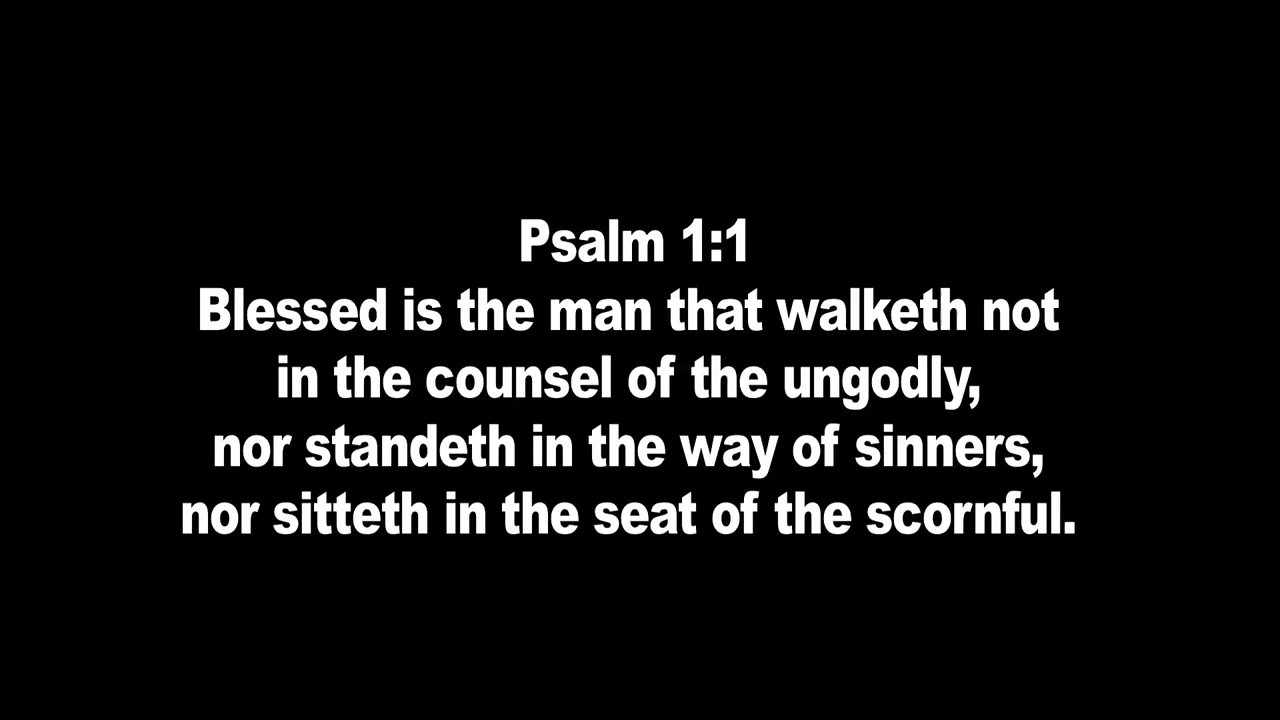 Psalm 1:1
Blessed is the man that walketh not
in the counsel of the ungodly,
nor standeth in the way of sinners,
nor sitteth in the seat of the scornful.